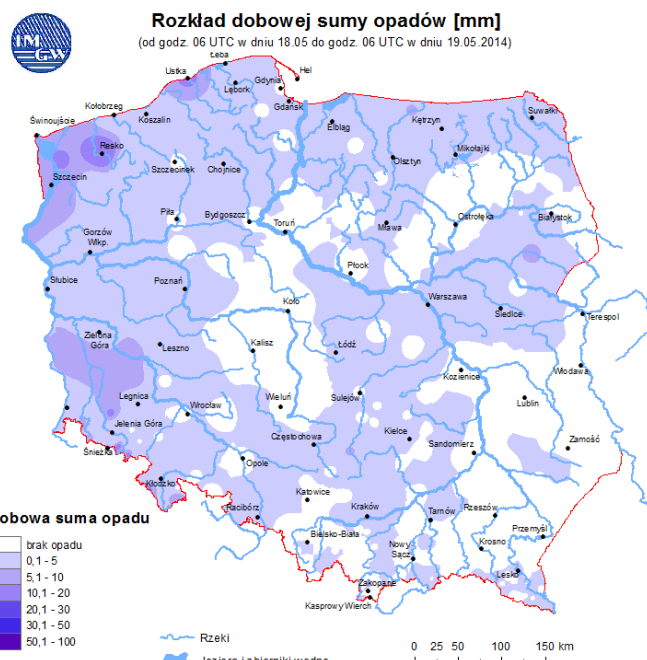 Rozkład dobowej sumy opadów [mm]
(od godz. 06 UTC w dniu 18.05 do godz. 06 UTC w dniu 19.05.2014)
IM
G.W
Łeba
Ustka
Hel
Gdynia
Lębork
Kołobrzeg
Gdańsk
Suwałki
Świnoujście
Koszalin
Elbląg
Kętrzyn
Resko
Mikołajki
Olsztyn
Szczecinek
Chojnice
Szczecin
Piła
Bydgoszcz
Ostrołęka
Białystok
Toruń
Mława
Gorzów
Wlkp.
Płock
Słubice
Poznań
Koło
Warszawa
Siedlce
Terespol
Zielona
Góra
Leszno
Kalisz
Łódź
Włodawa
Kozienice
Legnica
Wrocław
Wieluń
Sulejów
Lublin
Jelenia Góra
Częstochowa
Kielce
Sandomierz
Zamość
Śnieżka
Opole
Kłodzko
Katowice
Racibórz
Kraków
Tarnów
Rzeszów
Przemyśl
Bielsko-Biała
Nowy
Sącz
Krosno
Lesko
Zakopane
Kasprowy Wierch
obowa suma opadu
brak opadu
0,1 - 5
5,1 - 10
10,1 - 20
20,1 - 30
30,1 - 50
50,1 - 100
Rzeki
Jeziora i zbiorniki wodne
0 25 50 100 150 km